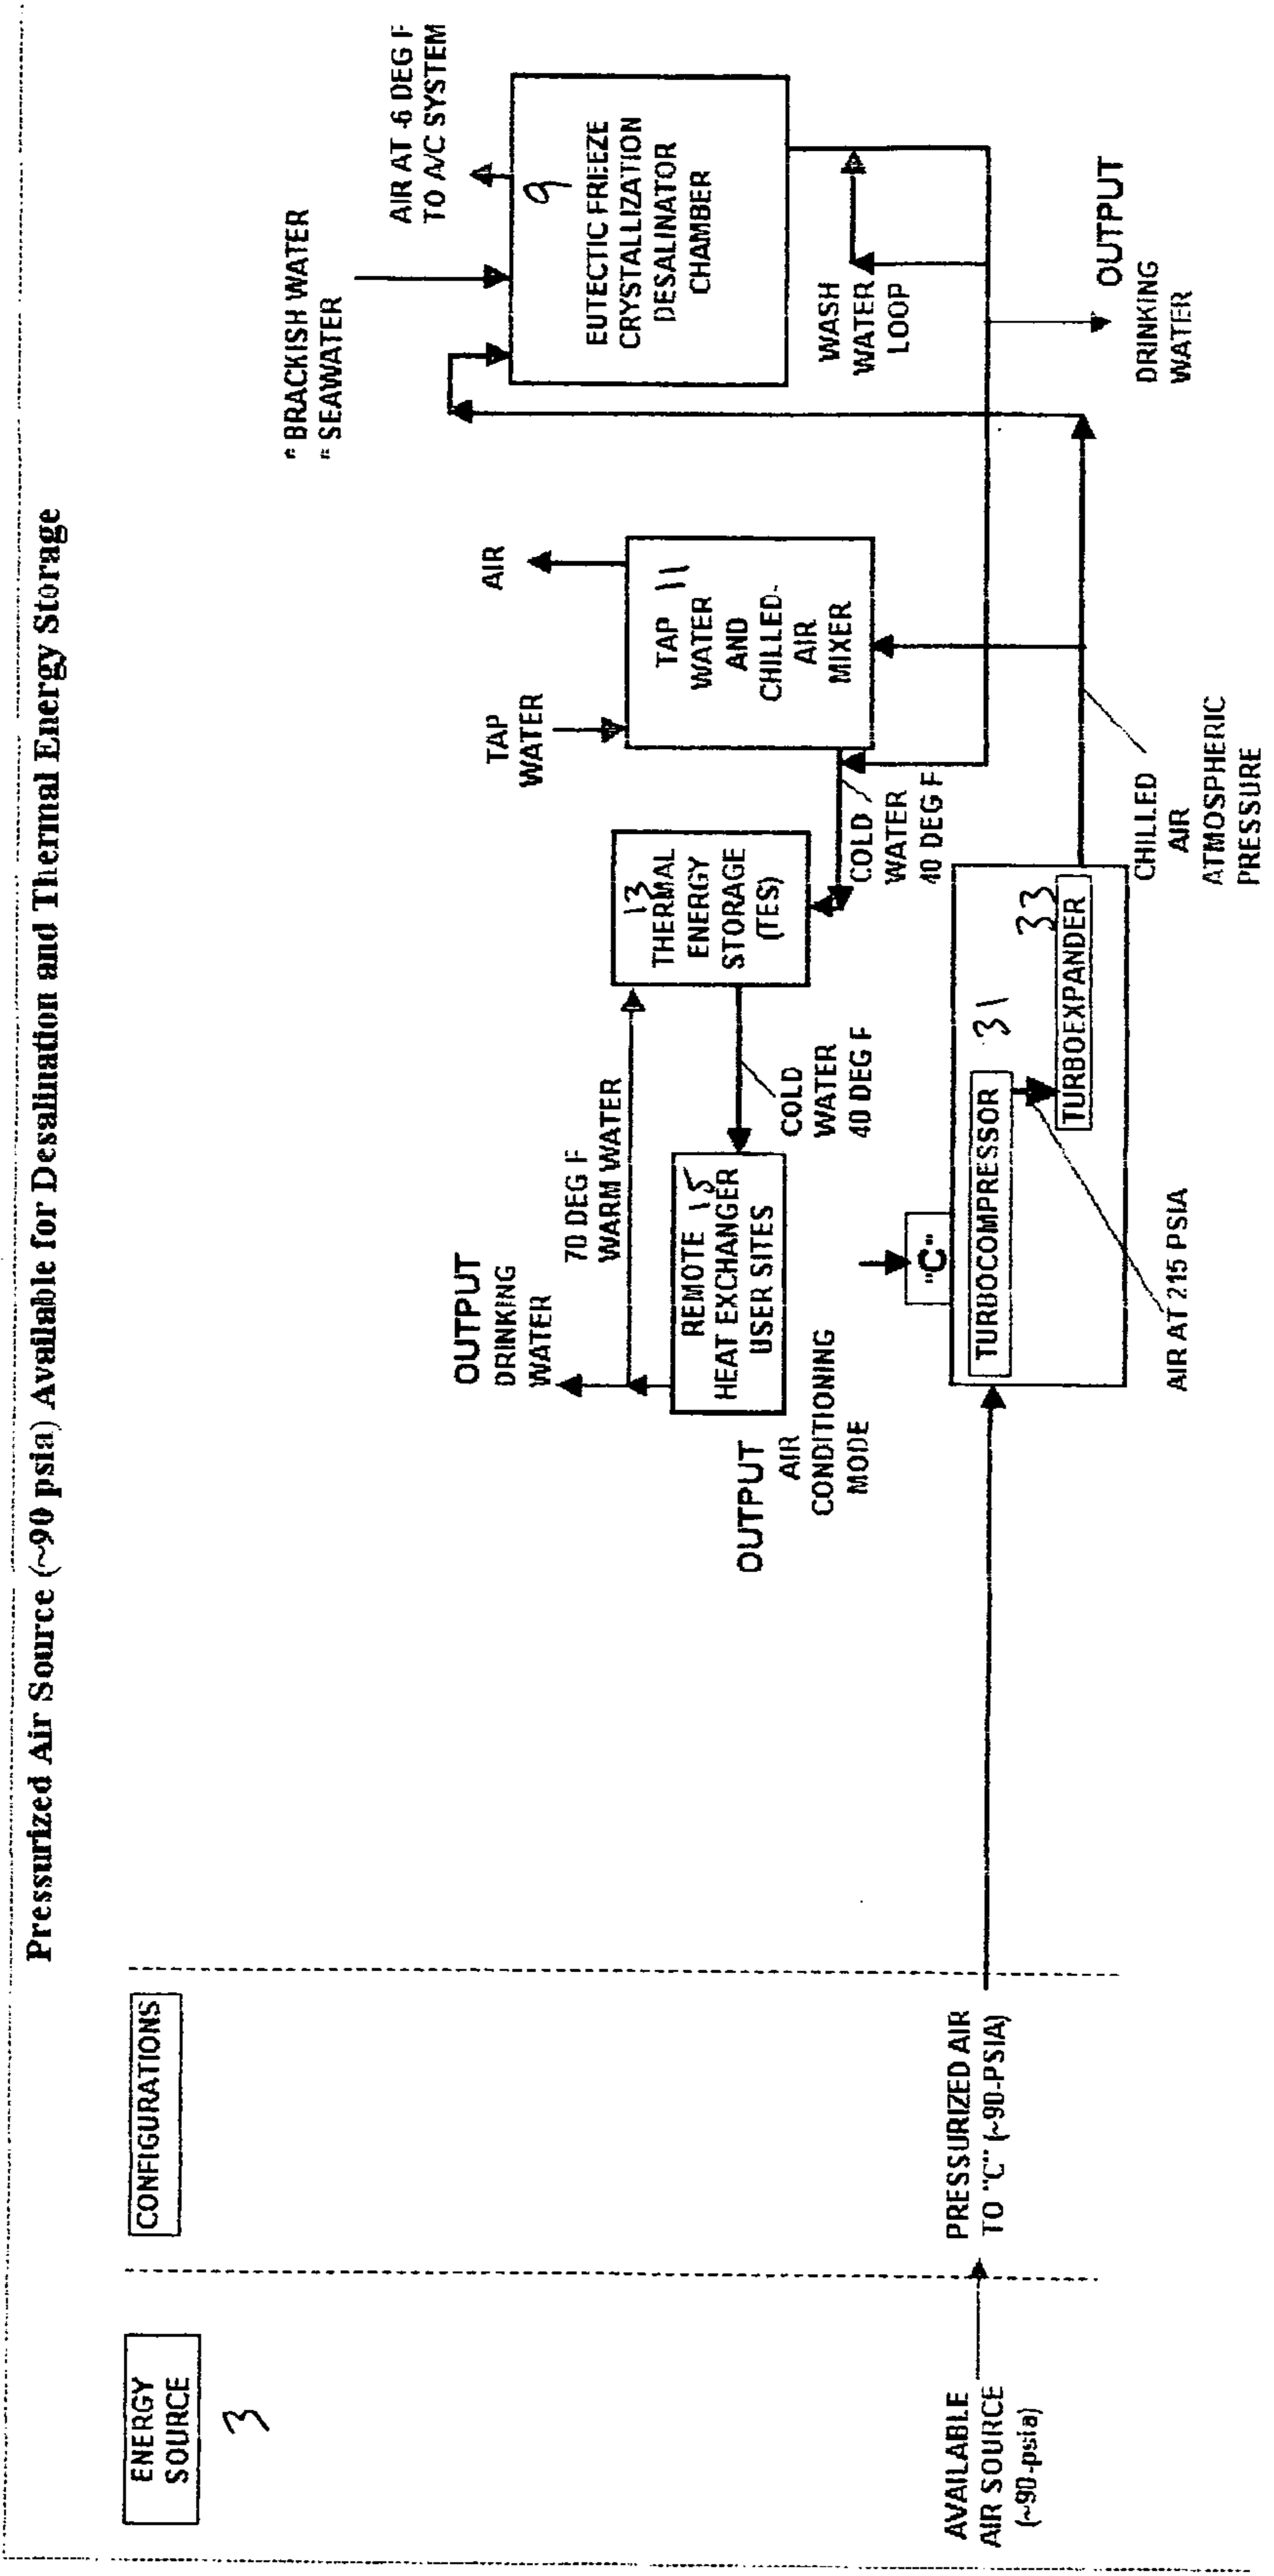 Pressurized Air Source (~90 psia) Available for Desalination and Thermal Energy Storage
ENERGY
SOURCE
3
CONFIGURATIONS
AVAILABLE
AIR SOURCE
(~90-psia)
PRESSURIZED AIR
TO "C" (~90-PSIA)
OUTPUT
DRINKING
WATER
70 DEG F
WARM WATER
REMOTE 15
HEAT EXCHANGER
USER SITES
OUTPUT
AIR
CONDITIONING
MODE
COLD
WATER
40 DEG F
13
THERMAL
ENERGY
STORAGE
(TES)
COLD
WATER
40 DEG F
TAP
WATER
AIR
TAP 11
WATER
AND
CHILLED-
AIR
MIXER
"BRACKISH WATER
"SEAWATER
AIR AT -6 DEG F
TO A/C SYSTEM
9
EUTECTIC FREEZE
CRYSTALLIZATION
DESALINATOR
CHAMBER
WASH
WATER
LOOP
OUTPUT
DRINKING
WATER
"C"
TURBOCOMPRESSOR
31
33
TURBOEXPANDER
AIR AT 215 PSIA
CHILLED
AIR
ATMOSPHERIC
PRESSURE